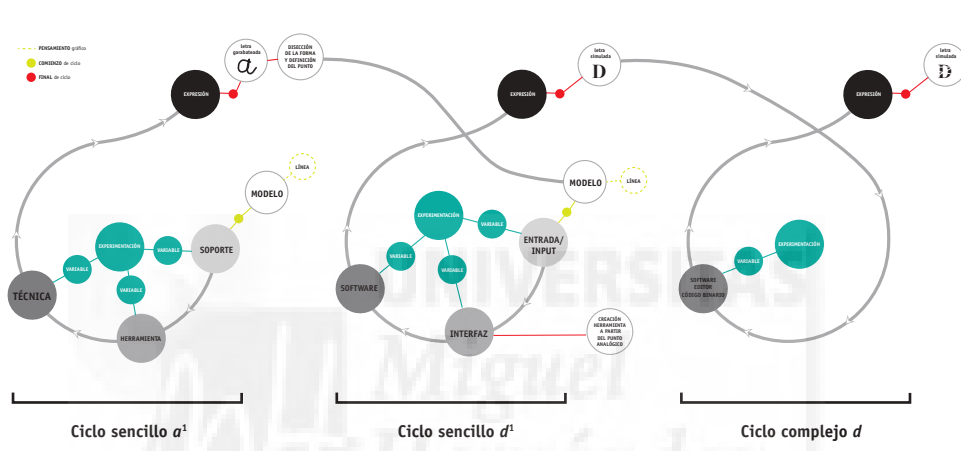 PENSAMIENTO gráfico
COMIENZO de ciclo
FINAL de ciclo
letra
garabateada
a
DISECCIÓN
DE LA FORMA
Y DEFINICIÓN
DEL PUNTO
EXPRESIÓN
LÍNEA
MODELO
EXPERIMENTACIÓN
VARIABLE
SOPORTE
VARIABLE
VARIABLE
TÉCNICA
HERRAMIENTA
Ciclo sencillo a¹
letra
simulada
D
EXPRESIÓN
MODELO
LÍNEA
EXPERIMENTACIÓN
VARIABLE
ENTRADA/
INPUT
VARIABLE
VARIABLE
SOFTWARE
INTERFAZ
CREACIÓN
HERRAMIENTA
A PARTIR
DEL PUNTO
ANALÓGICO
Ciclo sencillo d¹
letra
simulada
D
EXPRESIÓN
EXPERIMENTACIÓN
VARIABLE
SOFTWARE
EDITOR
CÓDIGO BINARIO
Ciclo complejo d
UNIVERSITAS
Miguel